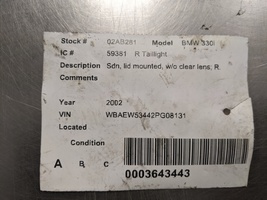 Stock # 02AB281 Model BMW 330i
IC # 59381 R Taillight
Description Sdn, lid mounted, w/o clear lens; R.
Comments
Year 2002
VIN WBAEW53442PG08131
Located
Condition
A B C 0003643443